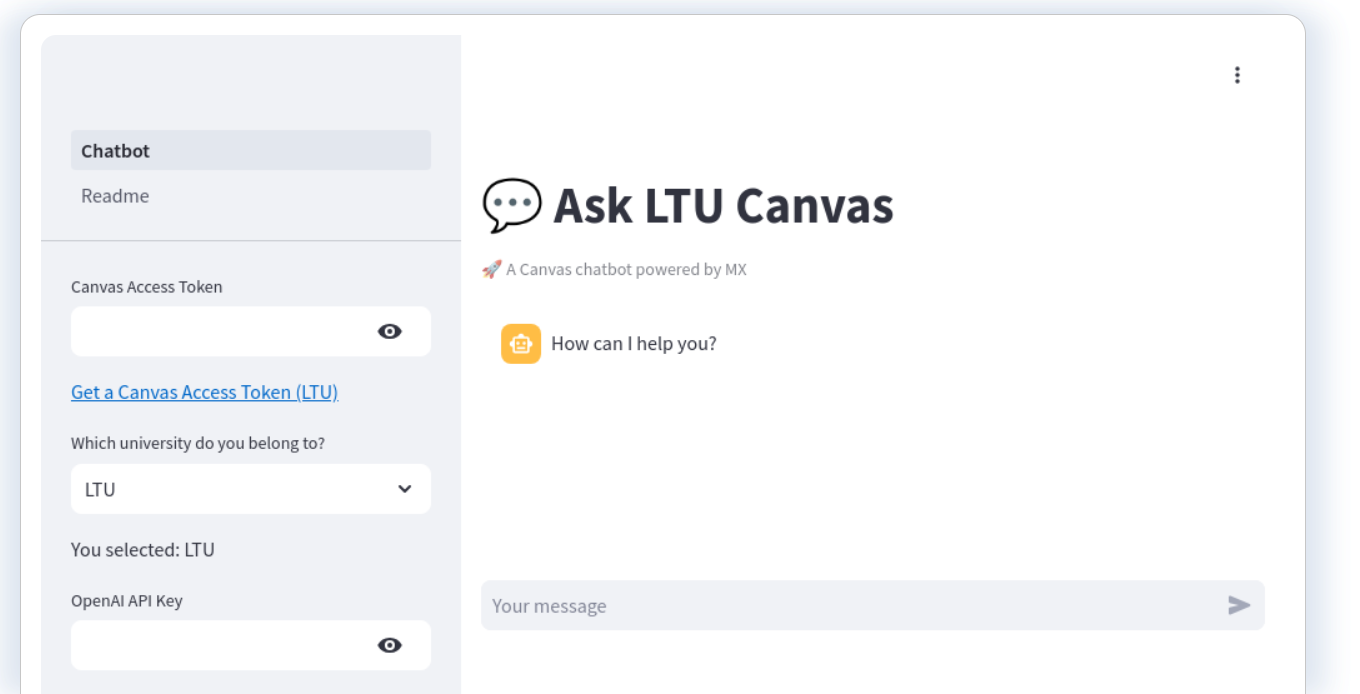 Chatbot
Readme
Canvas Access Token
Get a Canvas Access Token (LTU)
Which university do you belong to?
LTU
You selected: LTU
OpenAI API Key
💬 Ask LTU Canvas
🚀 A Canvas chatbot powered by MX
How can I help you?
Your message